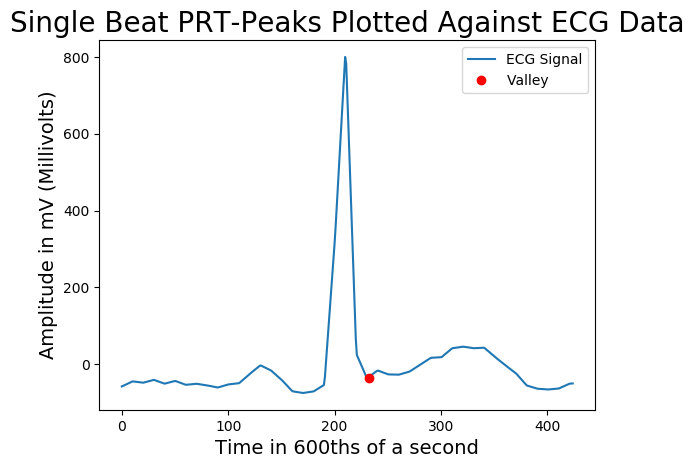 Single Beat PRT-Peaks Plotted Against ECG Data
ECG Signal
Valley
Amplitude in mV (Millivolts)
800
600
400
200
0
0 100 200 300 400
Time in 600ths of a second